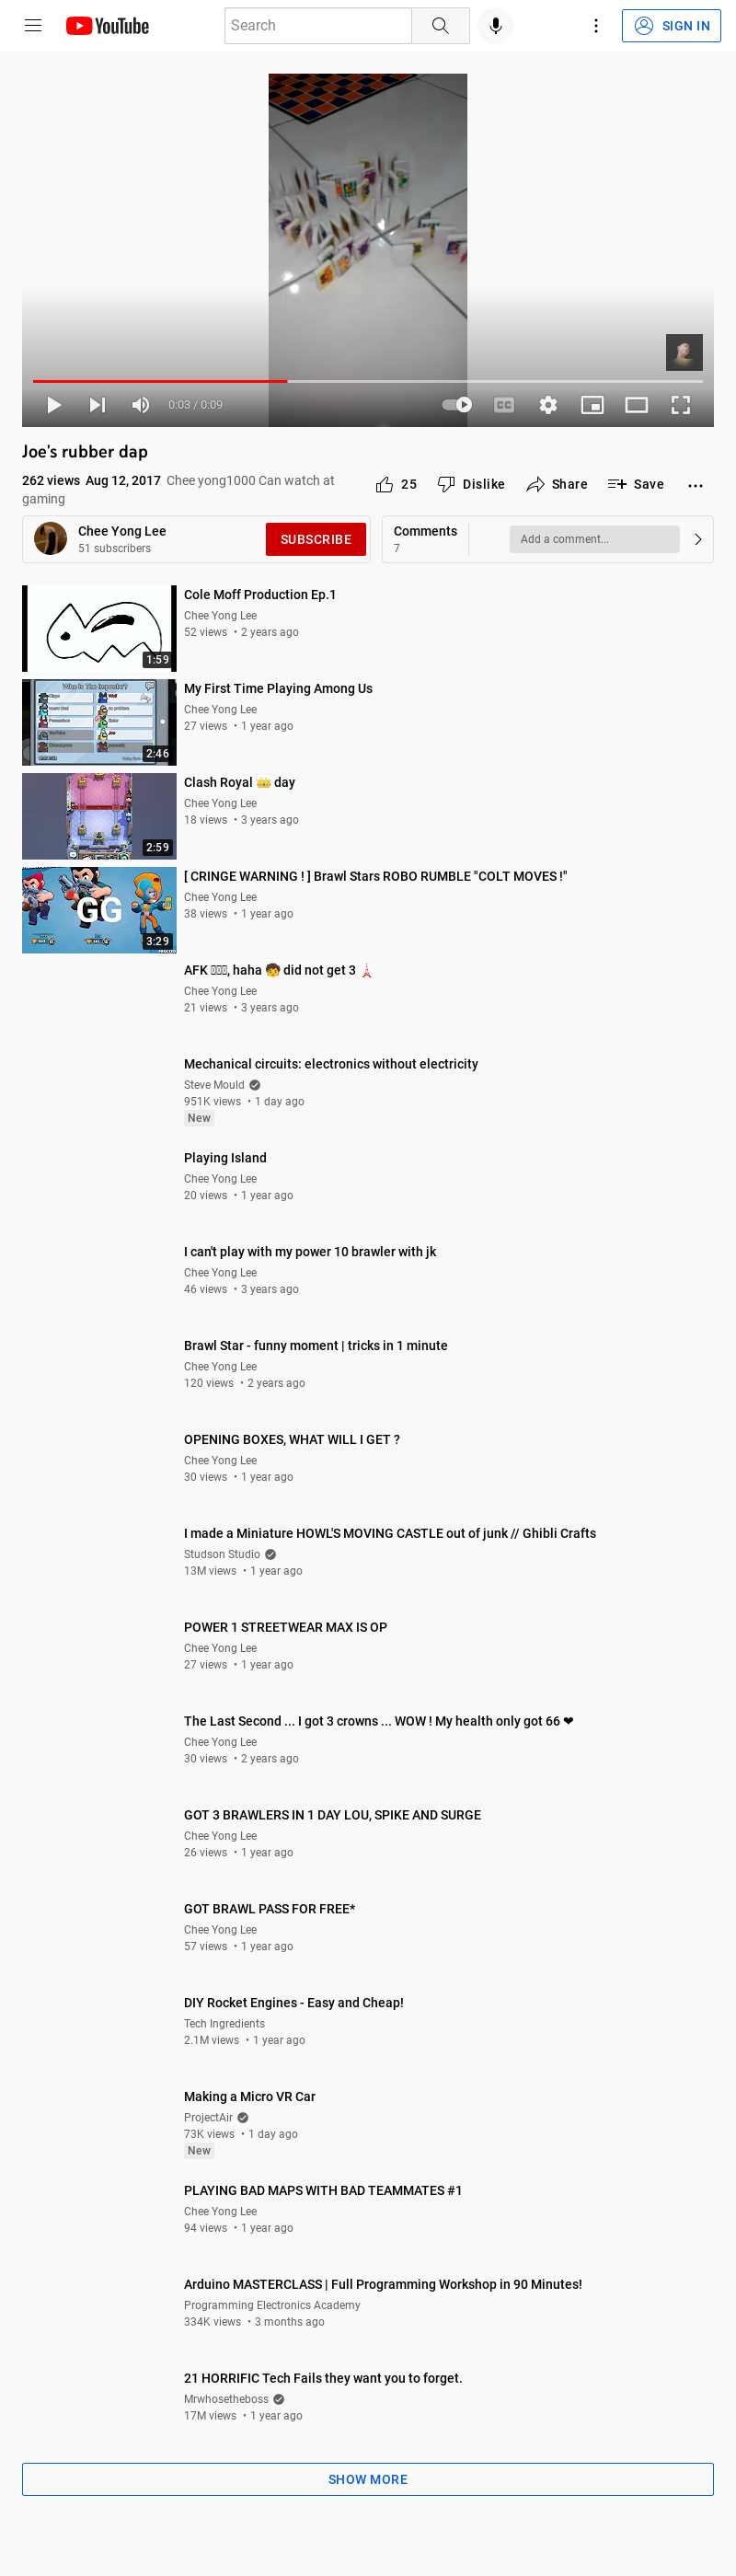 YouTube
Search
SIGN IN
0:03 / 0:09
CC
Joe's rubber dap
262 views Aug 12, 2017 Chee yong1000 Can watch at
gaming
25
Dislike
Share
Save
Chee Yong Lee
51 subscribers
SUBSCRIBE
Comments
7
Add a comment...
1:59
Cole Moff Production Ep.1
Chee Yong Lee
52 views • 2 years ago
Who Is The Impostor?
2:46
My First Time Playing Among Us
Chee Yong Lee
27 views • 1 year ago
2:59
Clash Royal 👑 day
Chee Yong Lee
18 views • 3 years ago
GG
3:29
[ CRINGE WARNING ! ] Brawl Stars ROBO RUMBLE "COLT MOVES !"
Chee Yong Lee
38 views • 1 year ago
AFK, haha 🧒 did not get 3 🗼
Chee Yong Lee
21 views • 3 years ago
Mechanical circuits: electronics without electricity
Steve Mould
951K views • 1 day ago
New
Playing Island
Chee Yong Lee
20 views • 1 year ago
I can't play with my power 10 brawler with jk
Chee Yong Lee
46 views • 3 years ago
Brawl Star - funny moment | tricks in 1 minute
Chee Yong Lee
120 views • 2 years ago
OPENING BOXES, WHAT WILL I GET ?
Chee Yong Lee
30 views • 1 year ago
I made a Miniature HOWL'S MOVING CASTLE out of junk // Ghibli Crafts
Studson Studio
13M views • 1 year ago
POWER 1 STREETWEAR MAX IS OP
Chee Yong Lee
27 views • 1 year ago
The Last Second ... I got 3 crowns ... WOW ! My health only got 66 ❤
Chee Yong Lee
30 views • 2 years ago
GOT 3 BRAWLERS IN 1 DAY LOU, SPIKE AND SURGE
Chee Yong Lee
26 views • 1 year ago
GOT BRAWL PASS FOR FREE*
Chee Yong Lee
57 views • 1 year ago
DIY Rocket Engines - Easy and Cheap!
Tech Ingredients
2.1M views • 1 year ago
Making a Micro VR Car
ProjectAir
73K views • 1 day ago
New
PLAYING BAD MAPS WITH BAD TEAMMATES #1
Chee Yong Lee
94 views • 1 year ago
Arduino MASTERCLASS | Full Programming Workshop in 90 Minutes!
Programming Electronics Academy
334K views • 3 months ago
21 HORRIFIC Tech Fails they want you to forget.
Mrwhosetheboss
17M views • 1 year ago
SHOW MORE